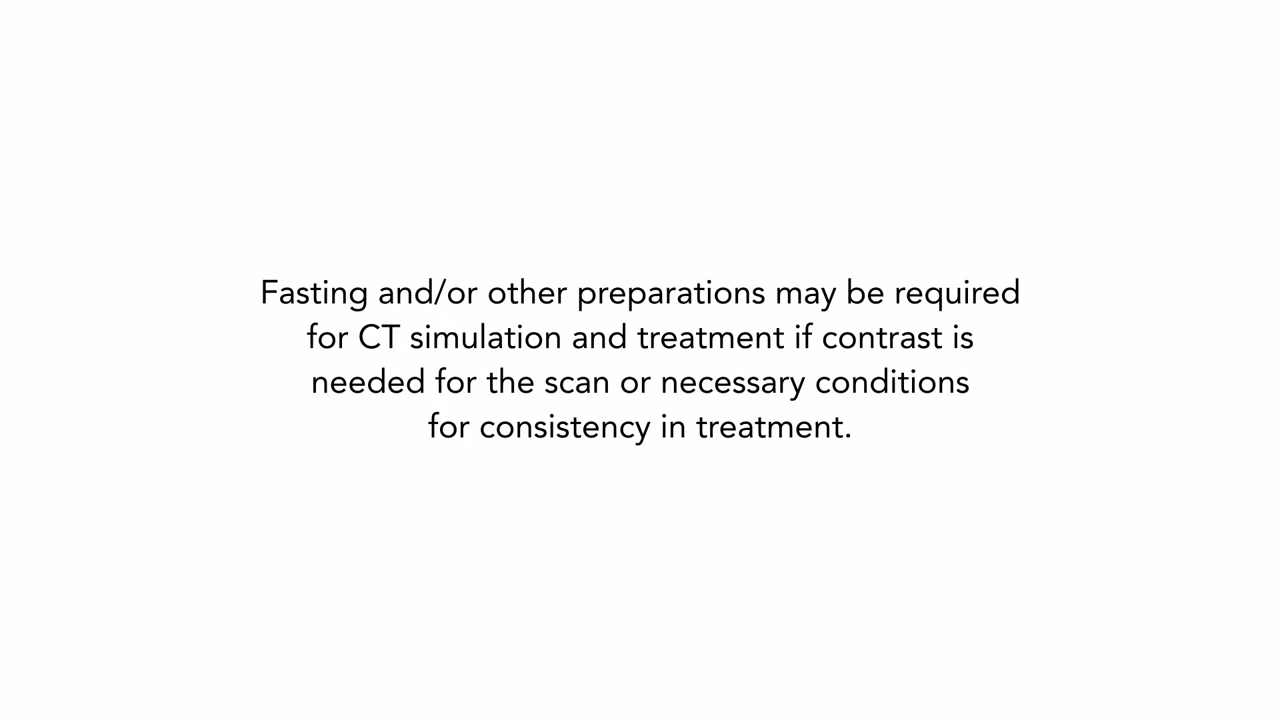 Fasting and/or other preparations may be required
for CT simulation and treatment if contrast is
needed for the scan or necessary conditions
for consistency in treatment.